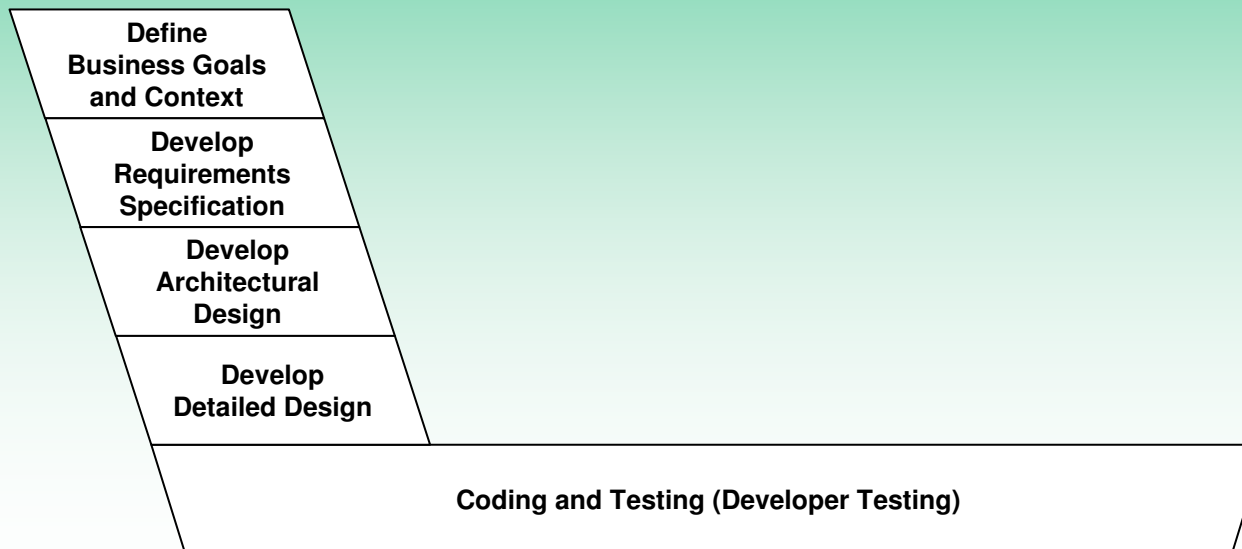 Define
Business Goals
and Context
Develop
Requirements
Specification
Develop
Architectural
Design
Develop
Detailed Design
Coding and Testing (Developer Testing)